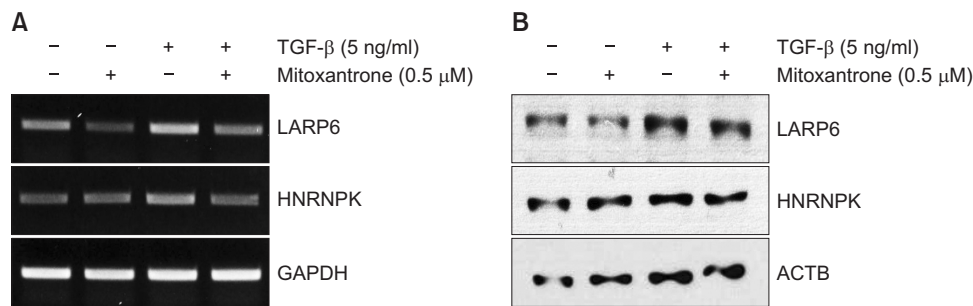 A
– – + + TGF-β (5 ng/ml)
– + – + Mitoxantrone (0.5 μM)
LARP6
HNRNPK
GAPDH
B
– – + + TGF-β (5 ng/ml)
– + – + Mitoxantrone (0.5 μM)
LARP6
HNRNPK
ACTB